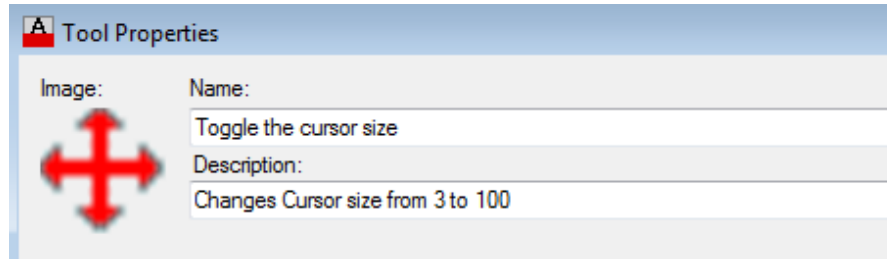 A Tool Properties
Image: Name:
Toggle the cursor size
Description:
Changes Cursor size from 3 to 100